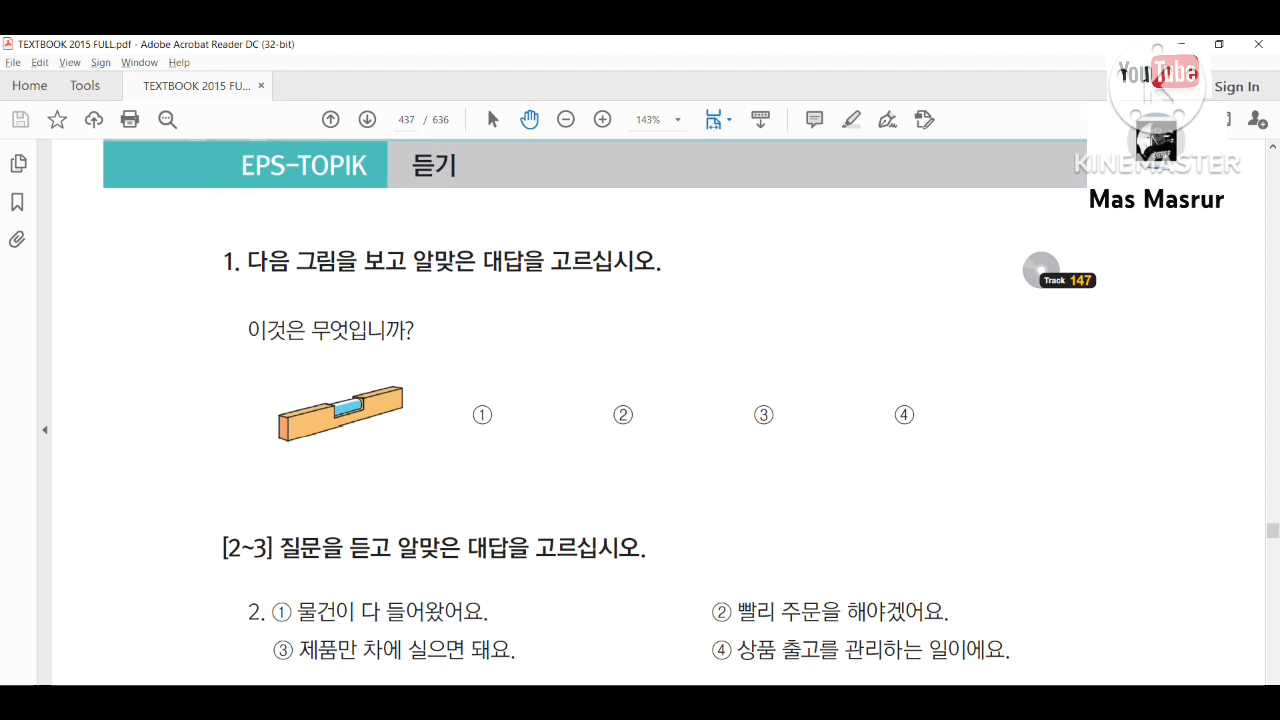 TEXTBOOK 2015 FULL.pdf - Adobe Acrobat Reader DC (32-bit)
File Edit View Sign Window Help
Home Tools TEXTBOOK 2015 FU... × Sign In
437 / 636 143%
YouTube
KINEMASTER
Mas Masrur
EPS-TOPIK 듣기
1. 다음 그림을 보고 알맞은 대답을 고르십시오.
Track 147
이것은 무엇입니까?
① ② ③ ④
[2~3] 질문을 듣고 알맞은 대답을 고르십시오.
2. ① 물건이 다 들어왔어요. ② 빨리 주문을 해야겠어요.
③ 제품만 차에 실으면 돼요. ④ 상품 출고를 관리하는 일이에요.